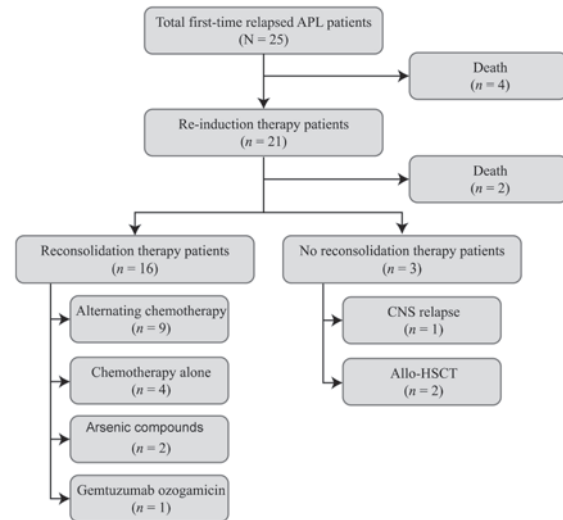 Total first-time relapsed APL patients
(N = 25)
Death
(n = 4)
Re-induction therapy patients
(n = 21)
Death
(n = 2)
Reconsolidation therapy patients
(n = 16)
No reconsolidation therapy patients
(n = 3)
Alternating chemotherapy
(n = 9)
CNS relapse
(n = 1)
Chemotherapy alone
(n = 4)
Allo-HSCT
(n = 2)
Arsenic compounds
(n = 2)
Gemtuzumab ozogamicin
(n = 1)